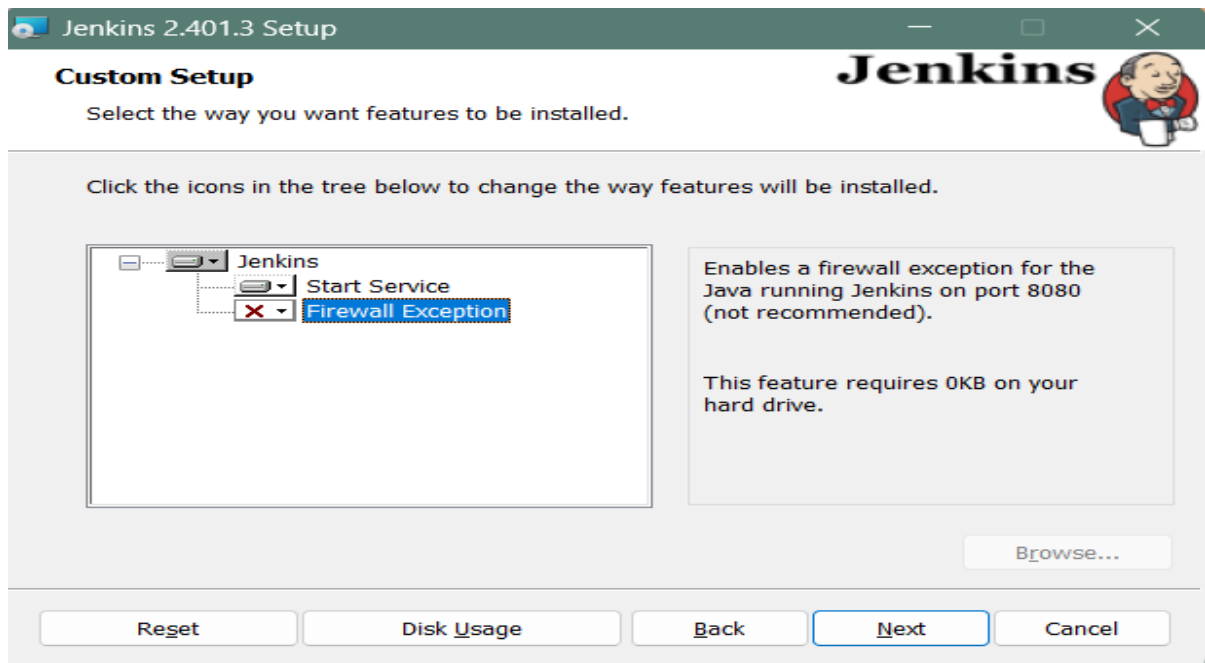 Jenkins 2.401.3 Setup
Custom Setup
Jenkins
Select the way you want features to be installed.
Click the icons in the tree below to change the way features will be installed.
Jenkins
Start Service
Firewall Exception
Enables a firewall exception for the
Java running Jenkins on port 8080
(not recommended).
This feature requires 0KB on your
hard drive.
Browse...
Reset
Disk Usage
Back
Next
Cancel